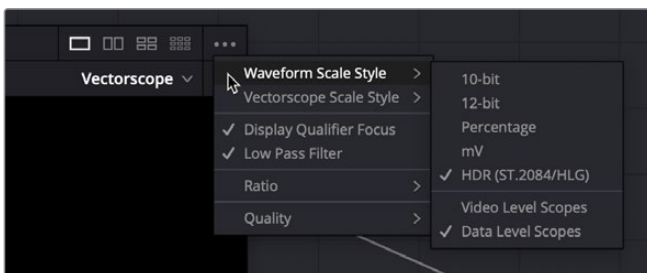 Vectorscope
Waveform Scale Style
Vectorscope Scale Style
Display Qualifier Focus
Low Pass Filter
Ratio
Quality
10-bit
12-bit
Percentage
mV
HDR (ST.2084/HLG)
Video Level Scopes
Data Level Scopes